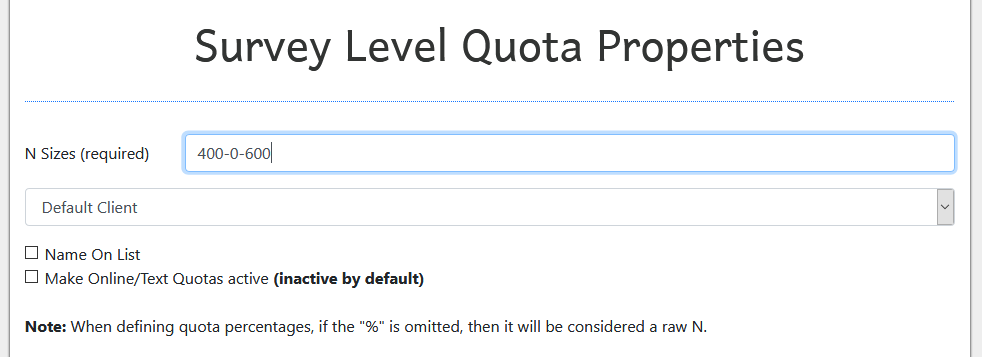 Survey Level Quota Properties
N Sizes (required) 400-0-600
Default Client
Name On List
Make Online/Text Quotas active (inactive by default)
Note: When defining quota percentages, if the "%" is omitted, then it will be considered a raw N.